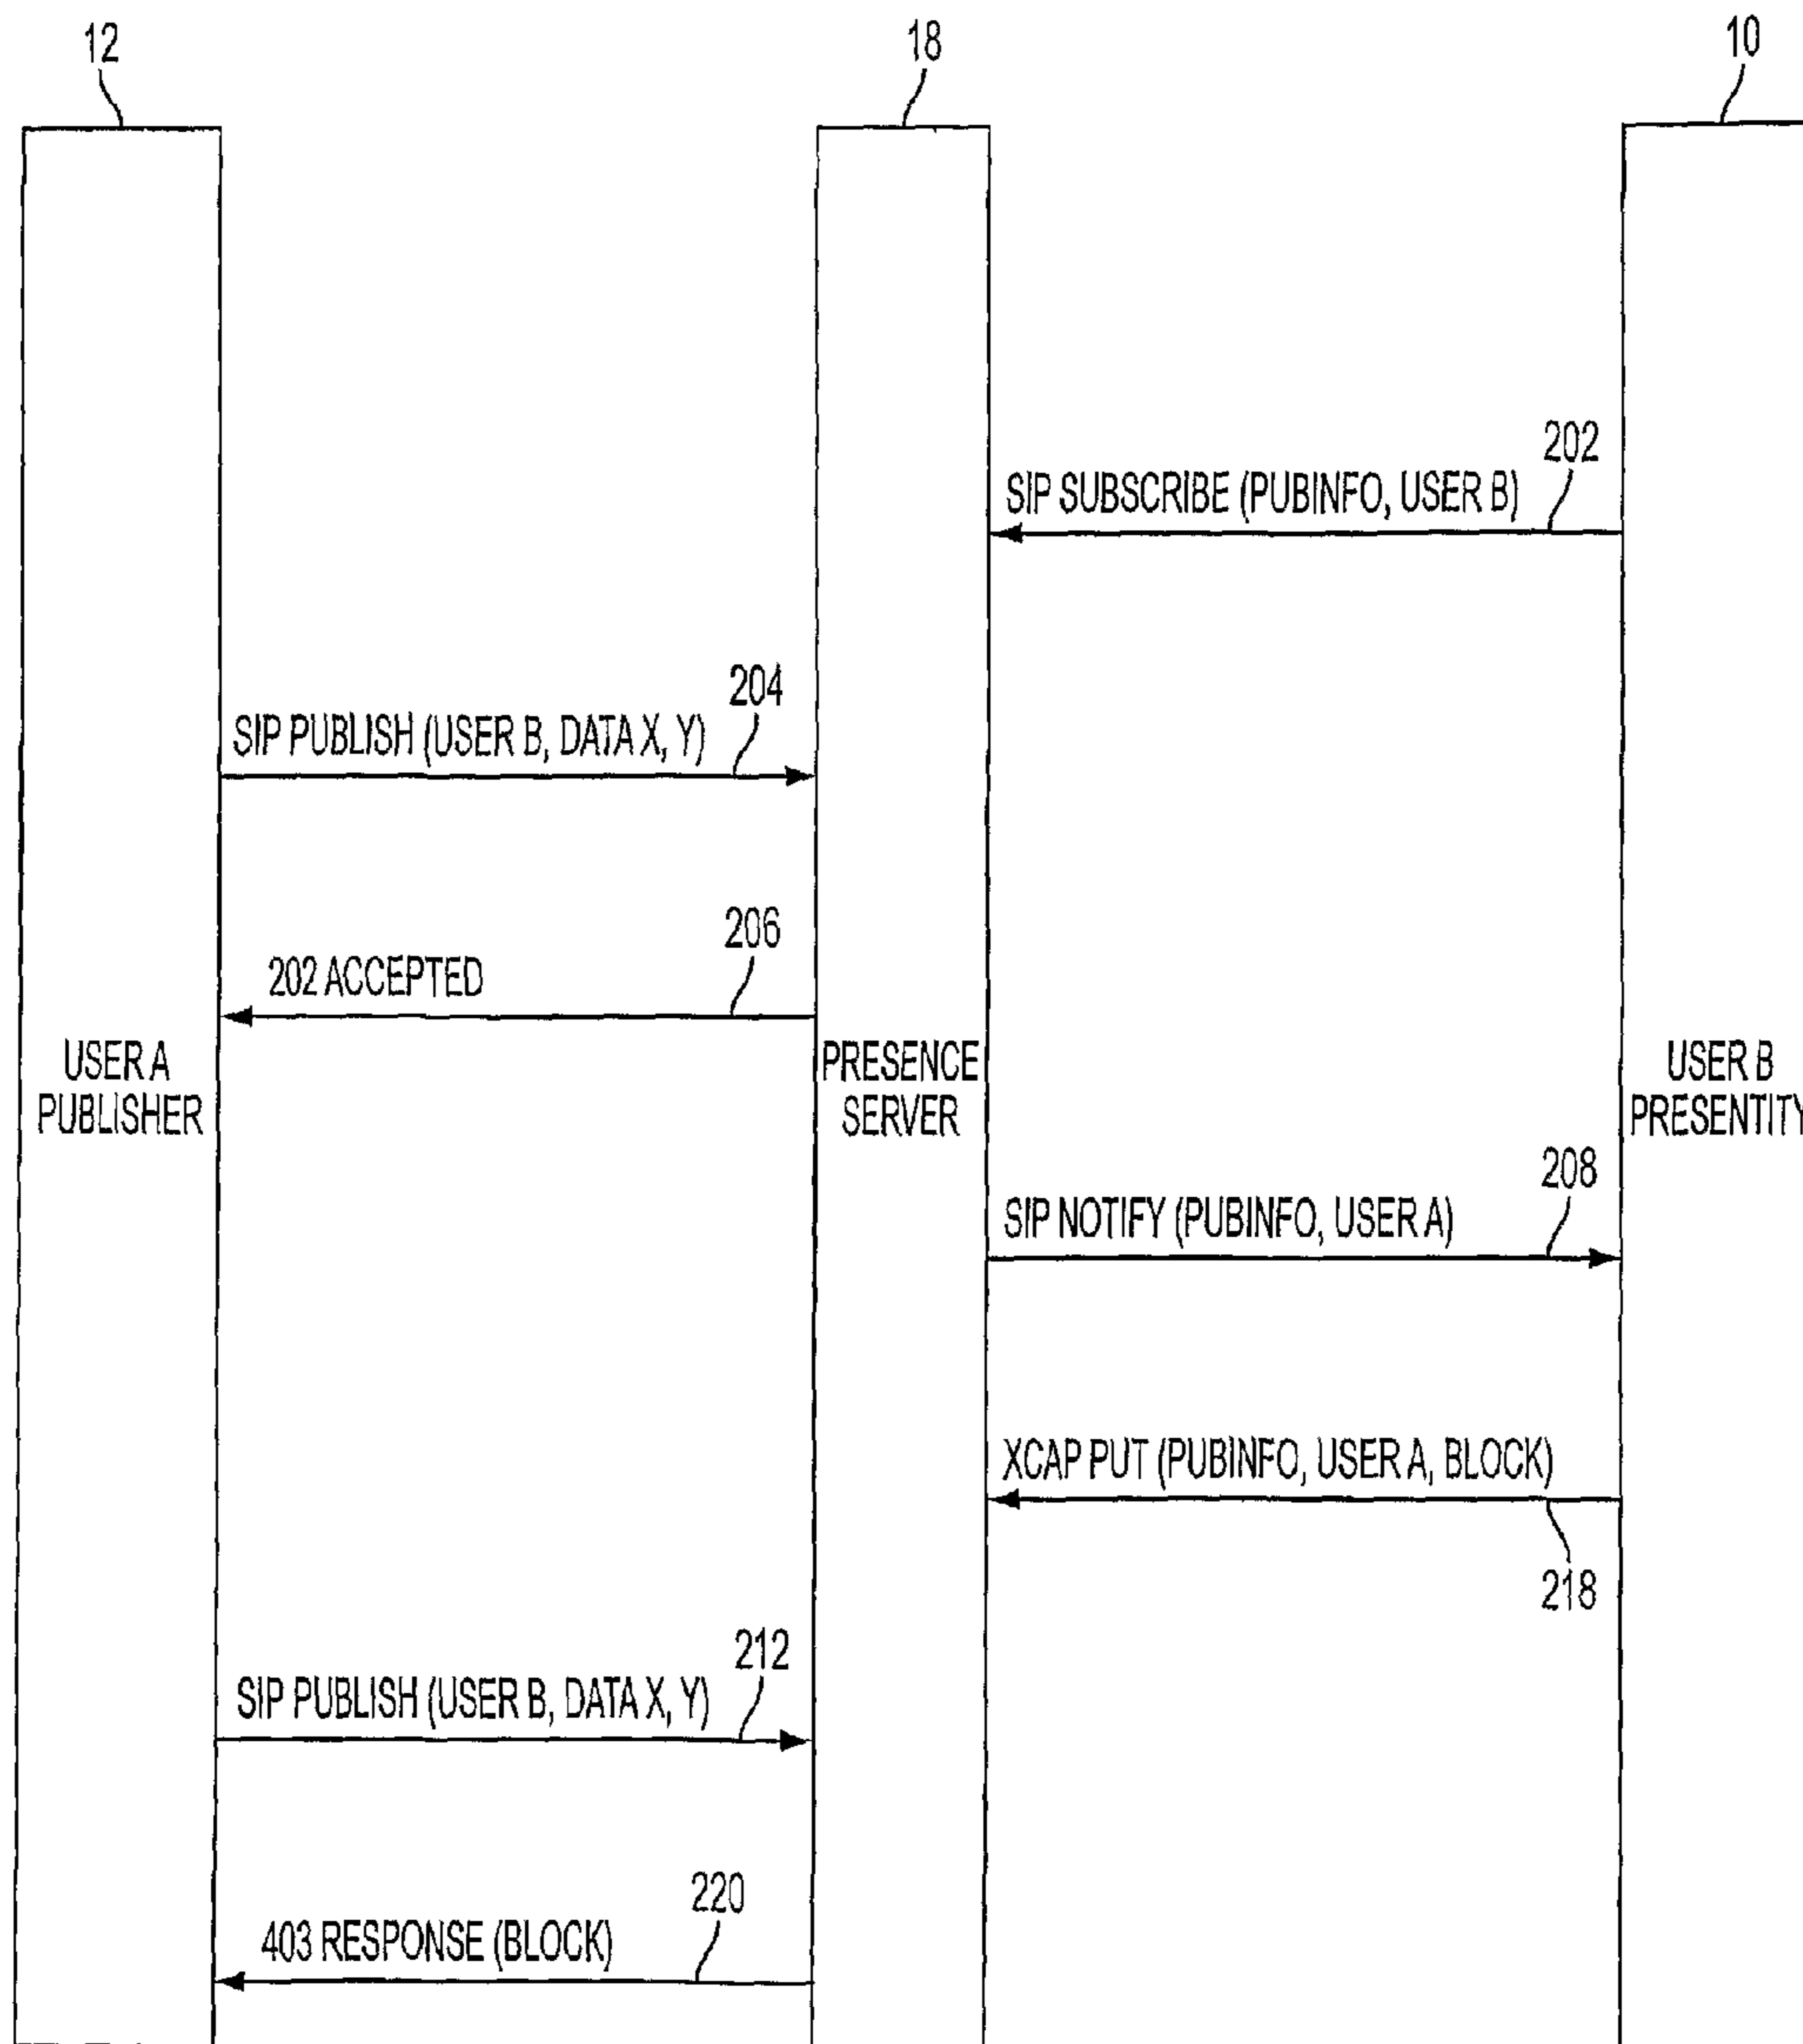 12
18
10
202
SIP SUBSCRIBE (PUBINFO, USER B)
204
SIP PUBLISH (USER B, DATA X, Y)
206
202 ACCEPTED
USER A
PUBLISHER
PRESENCE
SERVER
USER B
PRESENTITY
208
SIP NOTIFY (PUBINFO, USER A)
XCAP PUT (PUBINFO, USER A, BLOCK)
218
212
SIP PUBLISH (USER B, DATA X, Y)
220
403 RESPONSE (BLOCK)